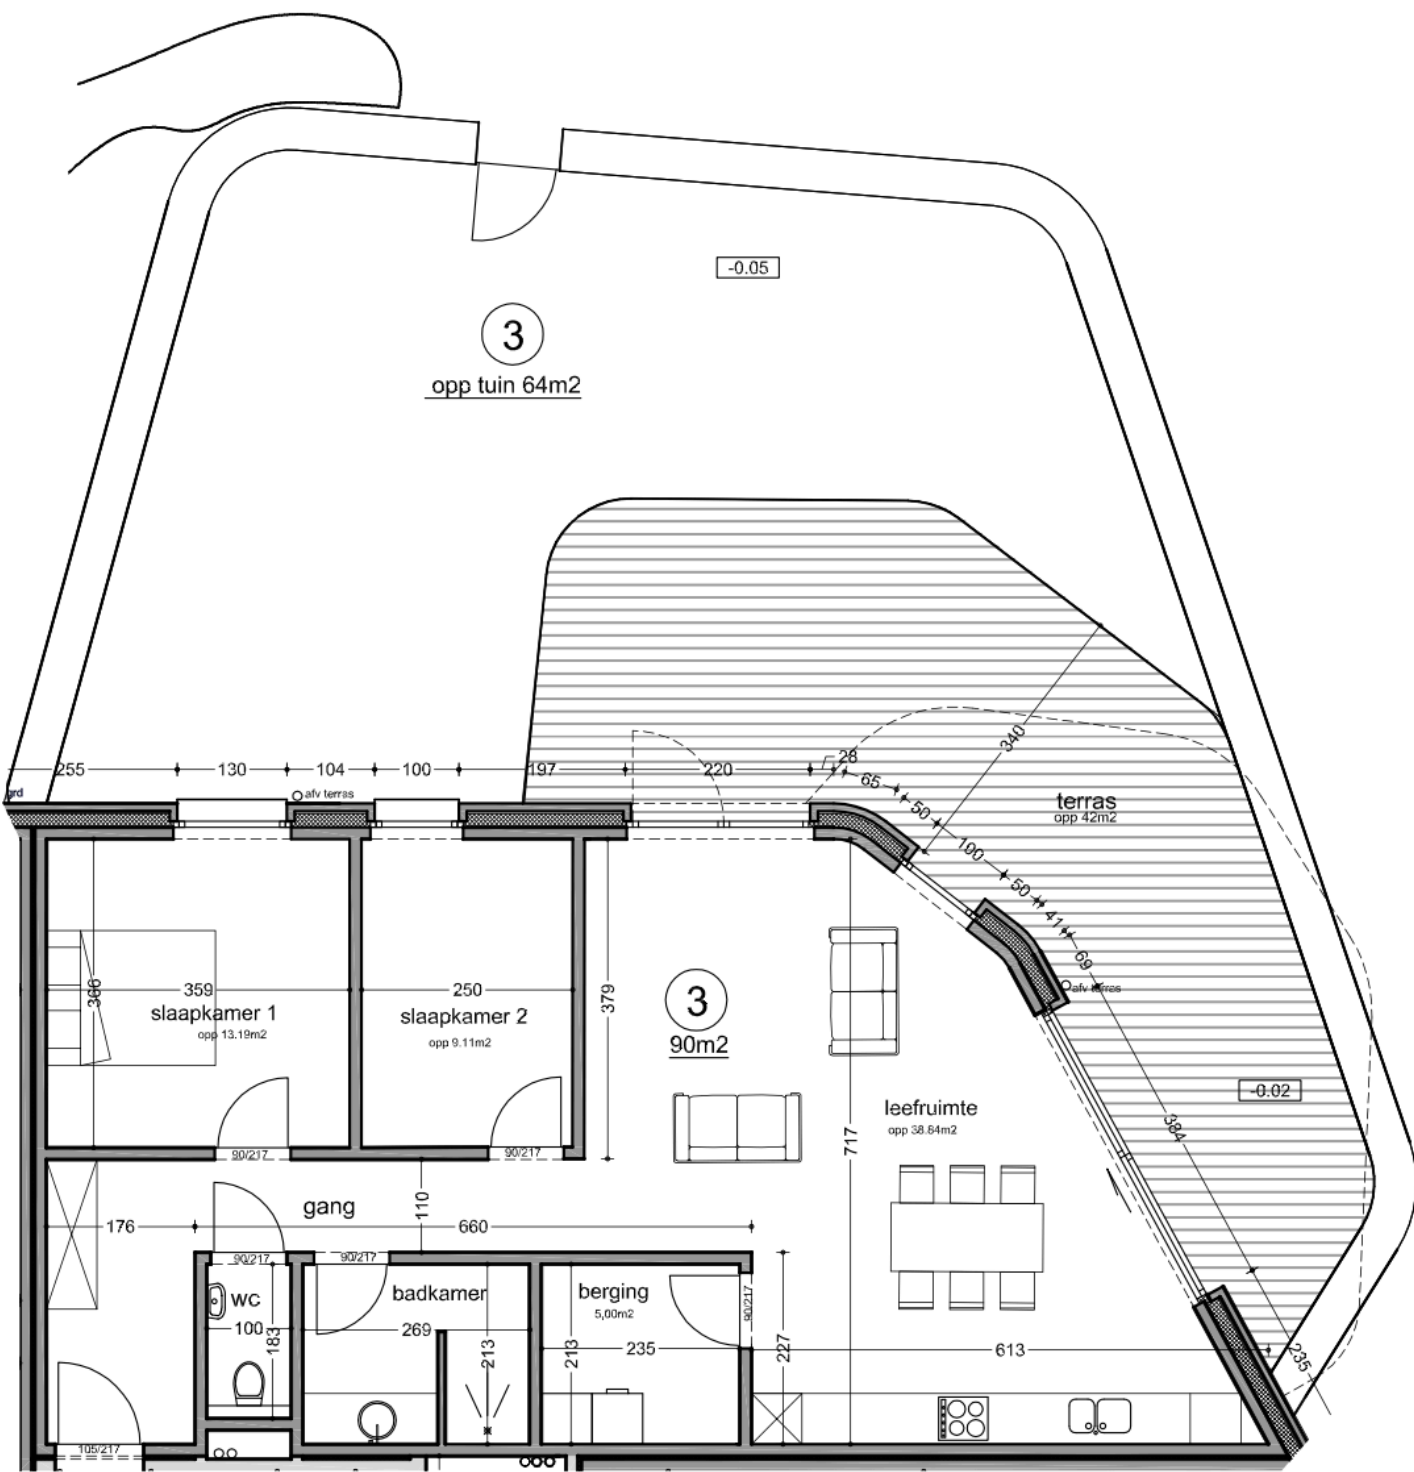 -0.05
3
opp tuin 64m2
340
255
130
104
100
197
220
28
grd
afv terras
65
50
100
50
41
69
terras
opp 42m2
afv terras
366
359
slaapkamer 1
opp 13.19m2
250
slaapkamer 2
opp 9.11m2
379
3
90m2
717
leefruimte
opp 38.84m2
-0.02
384
90/217
90/217
gang
110
176
660
90/217
90/217
90/217
wc
100
183
badkamer
269
213
berging
5,00m2
213
235
227
613
235
105/217